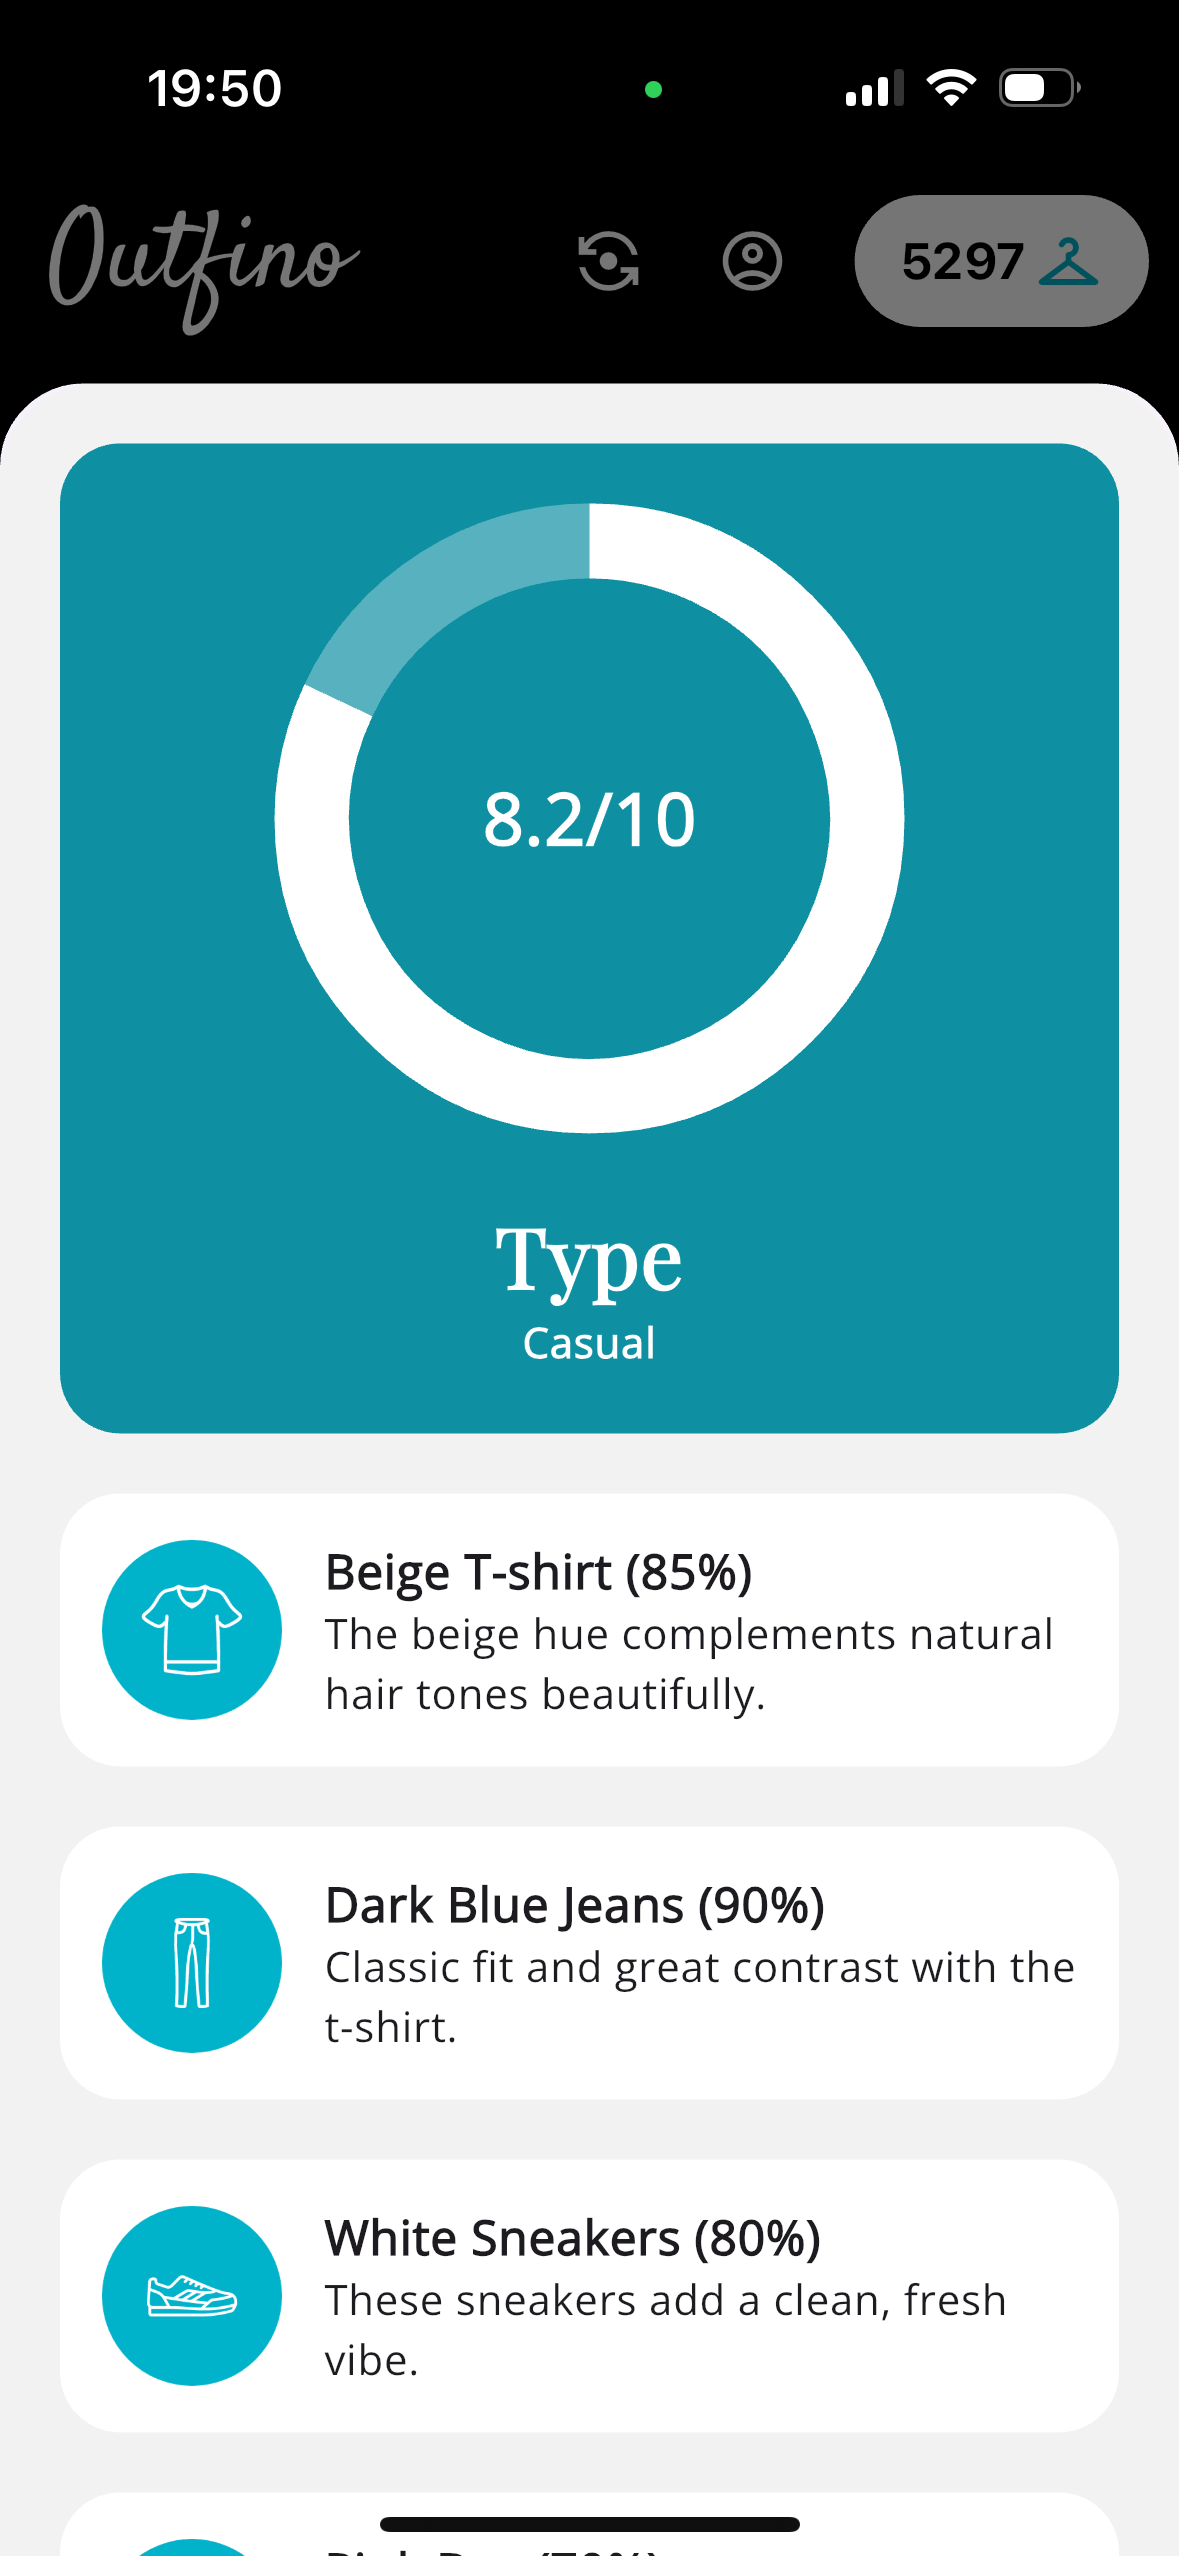 19:50
Outfino
5297
8.2/10
Type
Casual
Beige T-shirt (85%)
The beige hue complements natural
hair tones beautifully.
Dark Blue Jeans (90%)
Classic fit and great contrast with the
t-shirt.
White Sneakers (80%)
These sneakers add a clean, fresh
vibe.